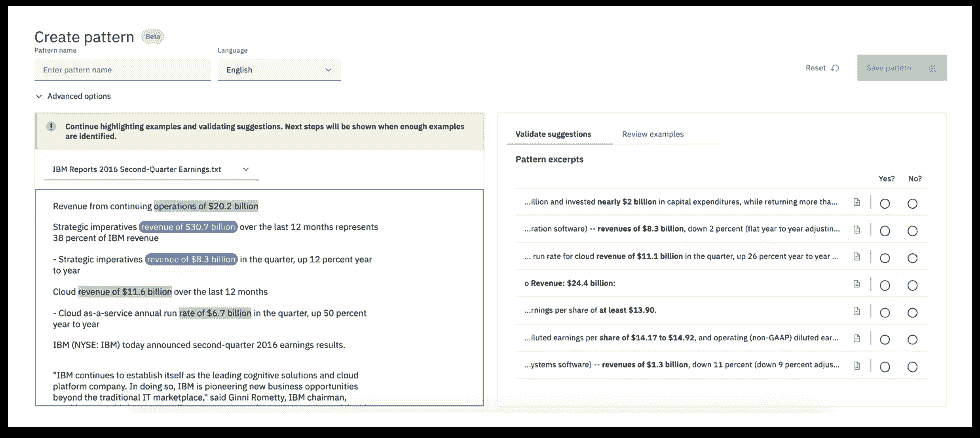 Create pattern Beta
Pattern name
Language
Enter pattern name
English
Reset
Save pattern
Advanced options
Continue highlighting examples and validating suggestions. Next steps will be shown when enough examples
are identified.
IBM Reports 2016 Second-Quarter Earnings.txt
Revenue from continuing operations of $20.2 billion
Strategic imperatives revenue of $30.7 billion over the last 12 months represents
38 percent of IBM revenue
- Strategic imperatives revenue of $8.3 billion in the quarter, up 12 percent year
to year
Cloud revenue of $11.6 billion over the last 12 months
- Cloud as-a-service annual run rate of $6.7 billion in the quarter, up 50 percent
year to year
IBM (NYSE: IBM) today announced second-quarter 2016 earnings results.
"IBM continues to establish itself as the leading cognitive solutions and cloud
platform company. In doing so, IBM is pioneering new business opportunities
beyond the traditional IT marketplace," said Ginni Rometty, IBM chairman,
Validate suggestions
Review examples
Pattern excerpts
Yes?
No?
...illion and invested nearly $2 billion in capital expenditures, while returning more tha...
...ration software) -- revenues of $8.3 billion, down 2 percent (flat year to year adjustin...
... run rate for cloud revenue of $11.1 billion in the quarter, up 26 percent year to year ...
o Revenue: $24.4 billion:
...rnings per share of at least $13.90.
...iluted earnings per share of $14.17 to $14.92, and operating (non-GAAP) diluted ear...
...ystems software) -- revenues of $1.3 billion, down 11 percent (down 9 percent adjus...